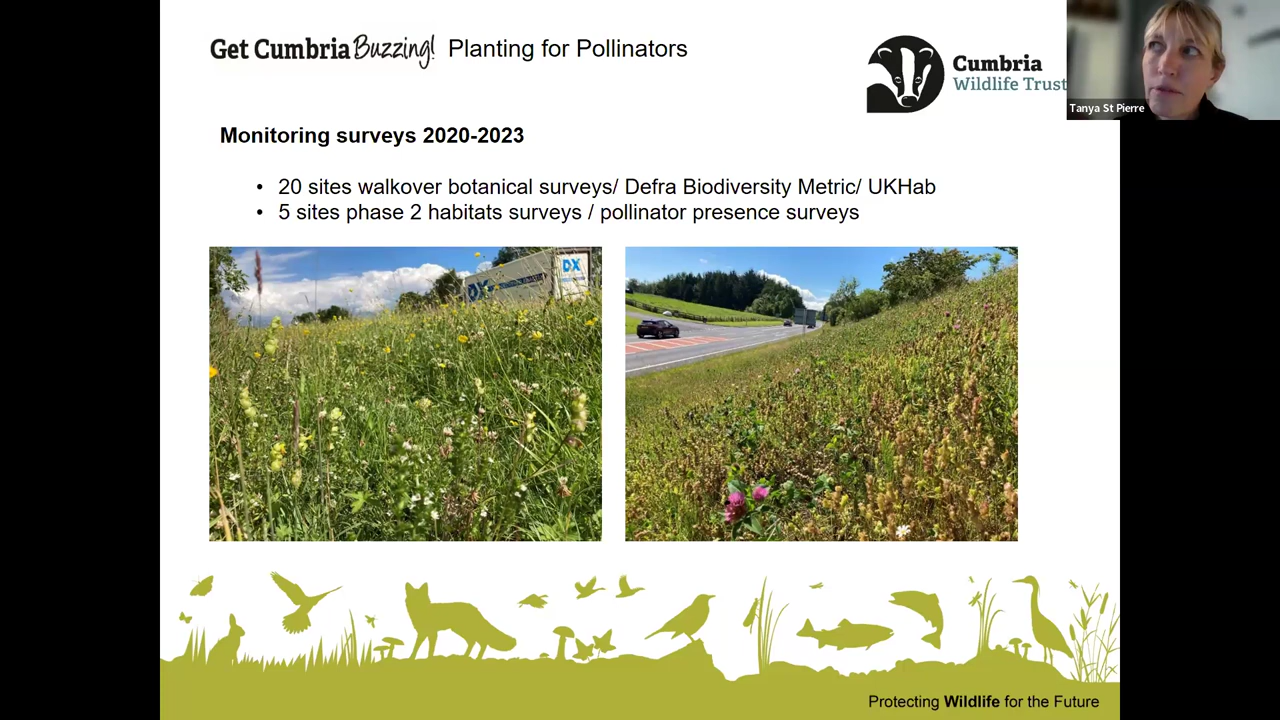 Get Cumbria Buzzing! Planting for Pollinators
Cumbria
Wildlife Trust
Tanya St Pierre
Monitoring surveys 2020-2023
• 20 sites walkover botanical surveys/ Defra Biodiversity Metric/ UKHab
• 5 sites phase 2 habitats surveys / pollinator presence surveys
DX
DX
Protecting Wildlife for the Future